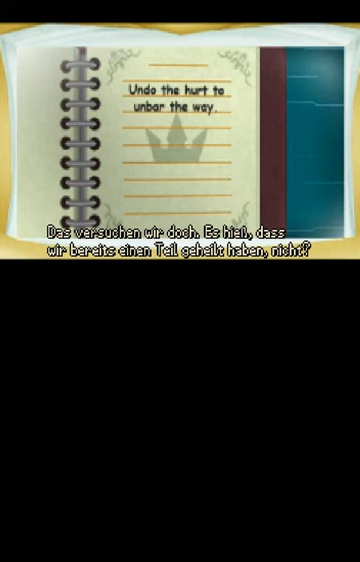 Undo the hurt to
unbar the way.
Das versuchen wir doch. Es hieß, dass
wir bereits einen Teil geheilt haben, nicht?